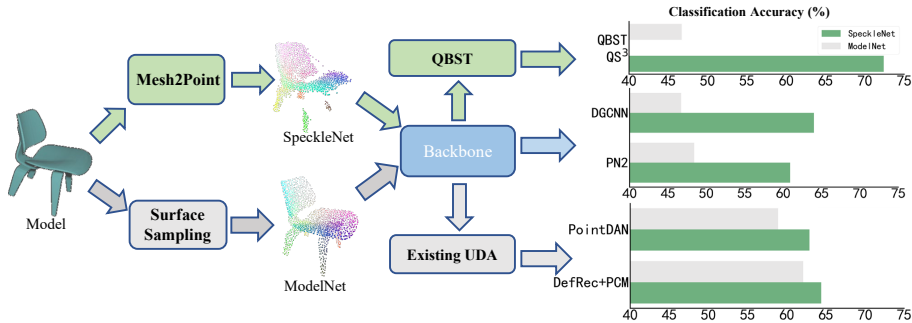 Classification Accuracy (%)
SpeckleNet
ModelNet
Mesh2Point
SpeckleNet
Model
Surface
Sampling
ModelNet
QBST
Backbone
Existing UDA
QBST
QS³
40 45 50 55 60 65 70 75
DGCNN
PN2
40 45 50 55 60 65 70 75
PointDAN
DefRec+PCM
40 45 50 55 60 65 70 75